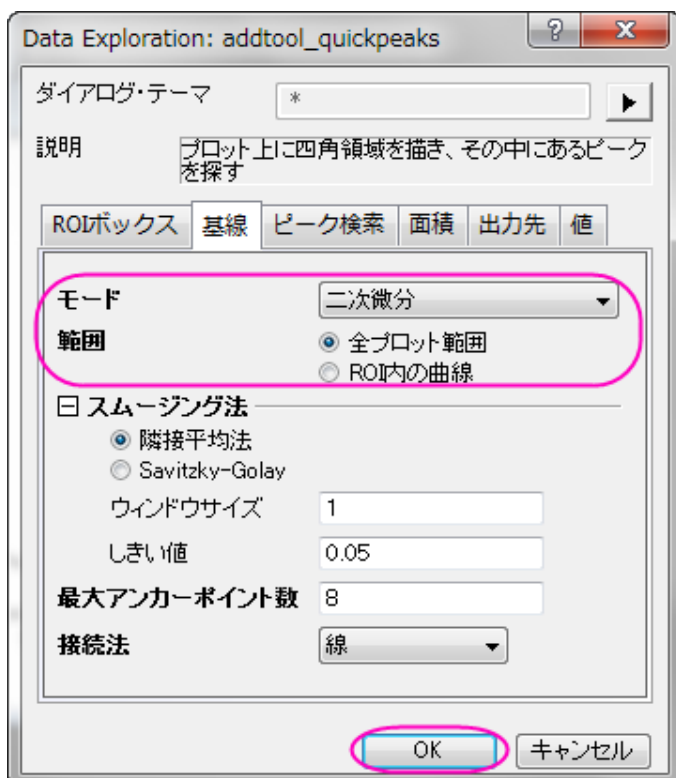 Data Exploration: addtool_quickpeaks
ダイアログ・テーマ *
説明 プロット上に四角領域を描き、その中にあるピーク
を探す
ROIボックス 基線 ピーク検索 面積 出力先 値
モード 二次微分
範囲 全プロット範囲
ROI内の曲線
スムージング法
隣接平均法
Savitzky-Golay
ウィンドウサイズ 1
しきい値 0.05
最大アンカーポイント数 8
接続法 線
OK キャンセル